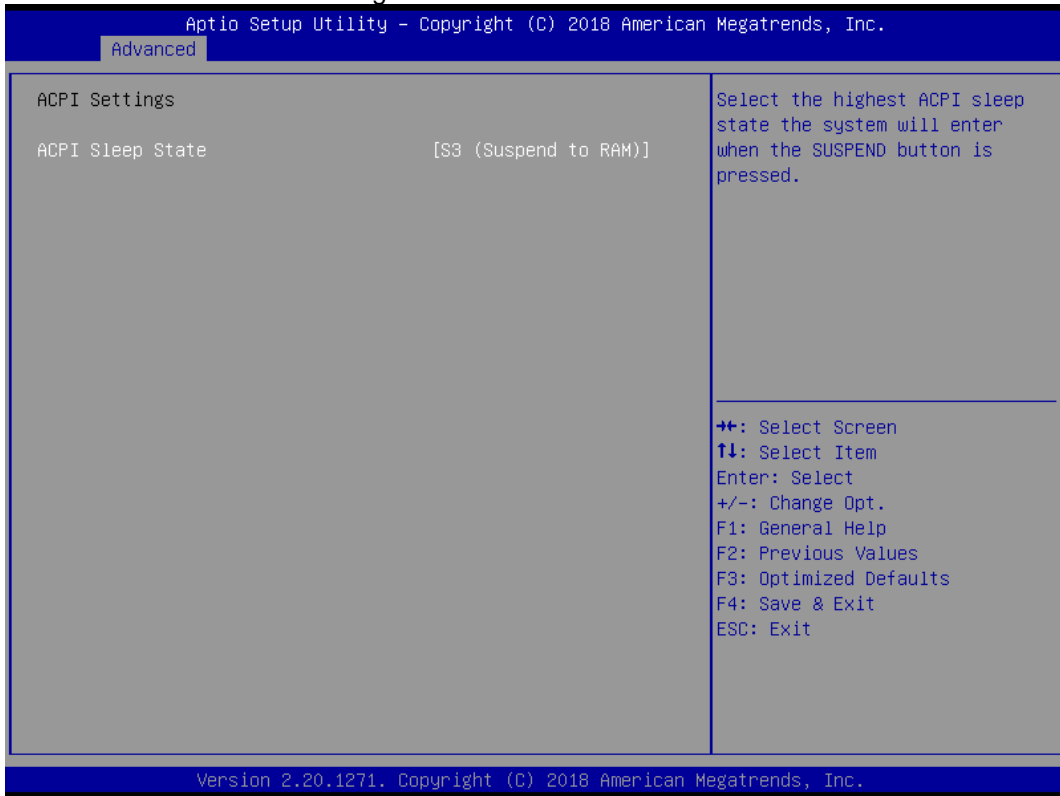 Aptio Setup Utility – Copyright (C) 2018 American Megatrends, Inc.
Advanced
ACPI Settings
ACPI Sleep State [S3 (Suspend to RAM)]
Select the highest ACPI sleep
state the system will enter
when the SUSPEND button is
pressed.
→←: Select Screen
↑↓: Select Item
Enter: Select
+/-: Change Opt.
F1: General Help
F2: Previous Values
F3: Optimized Defaults
F4: Save & Exit
ESC: Exit
Version 2.20.1271. Copyright (C) 2018 American Megatrends, Inc.